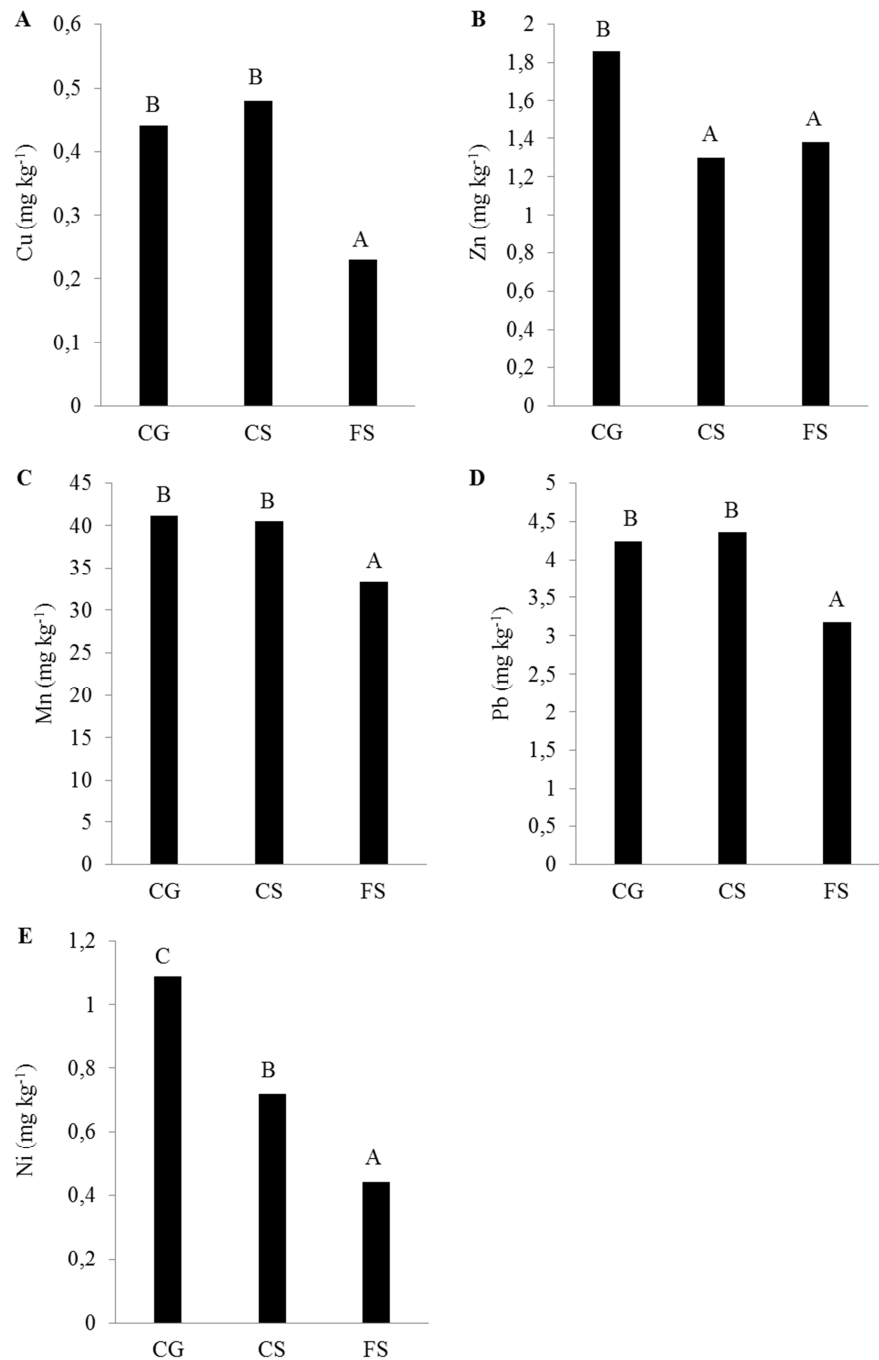 A
Cu (mg kg-1)
0,6
0,5
0,4
0,3
0,2
0,1
0
B
B
A
CG CS FS
B
Zn (mg kg-1)
2
1,8
1,6
1,4
1,2
1
0,8
0,6
0,4
0,2
0
B
A
A
CG CS FS
C
Mn (mg kg-1)
45
40
35
30
25
20
15
10
5
0
B
B
A
CG CS FS
D
Pb (mg kg-1)
5
4,5
4
3,5
3
2,5
2
1,5
1
0,5
0
B
B
A
CG CS FS
E
Ni (mg kg-1)
1,2
1
0,8
0,6
0,4
0,2
0
C
B
A
CG CS FS